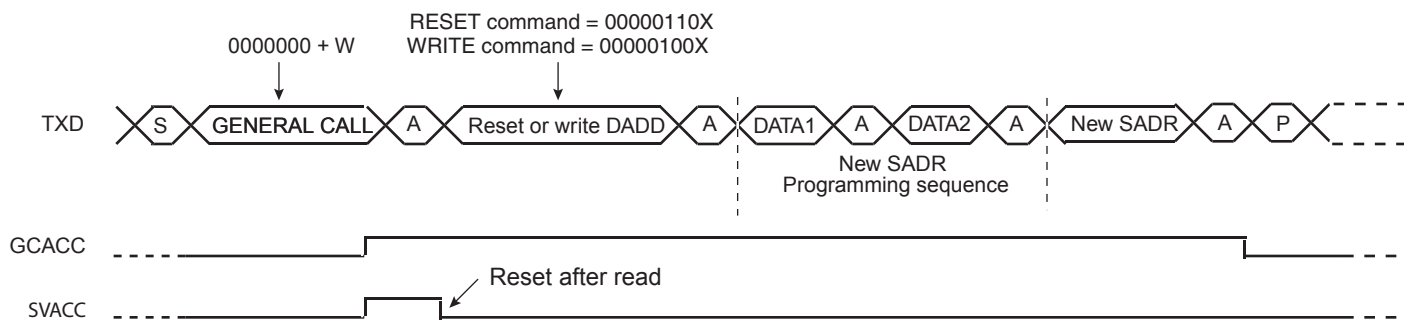 RESET command = 00000110X
0000000 + W
WRITE command = 00000100X
TXD
S
GENERAL CALL
A
Reset or write DADD
A
DATA1
A
DATA2
A
New SADR
A
P
New SADR
Programming sequence
GCACC
Reset after read
SVACC